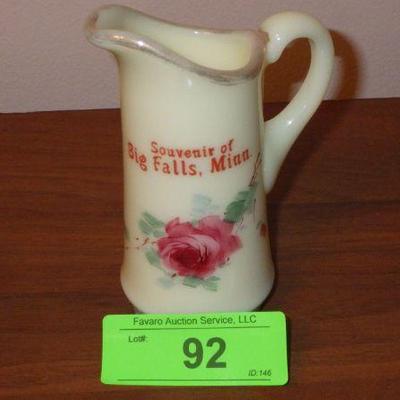 Souvenir of
Big Falls, Minn.
Favaro Auction Service, LLC
Lot#:
92
ID:146